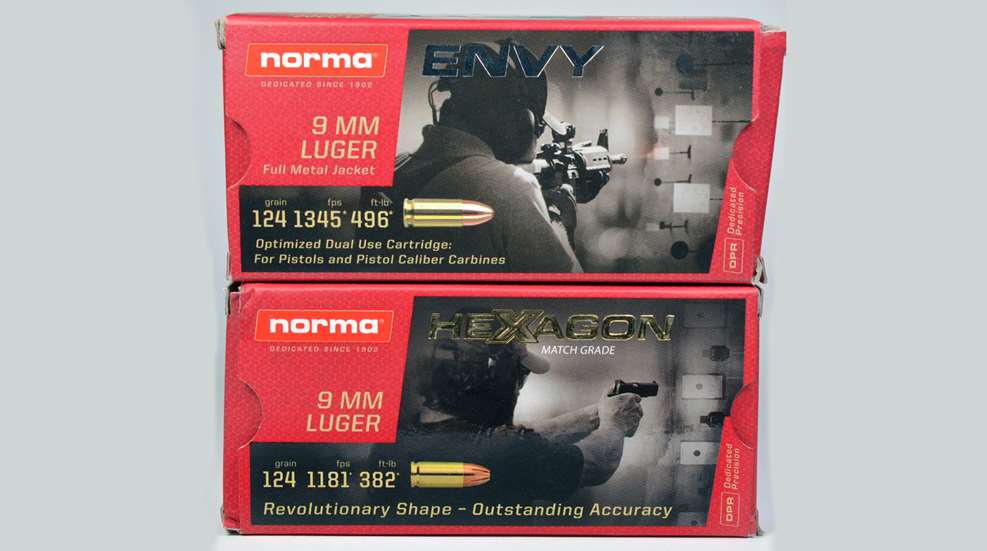 norma®
DEDICATED SINCE 1902
ENVY
9 MM
LUGER
Full Metal Jacket
grain fps ft-lb
124 1345* 496*
Optimized Dual Use Cartridge:
For Pistols and Pistol Caliber Carbines
DPR Dedicated
Precision
norma®
DEDICATED SINCE 1902
HEXAGON
MATCH GRADE
9 MM
LUGER
grain fps ft-lb
124 1181* 382*
Revolutionary Shape – Outstanding Accuracy
DPR Dedicated
Precision